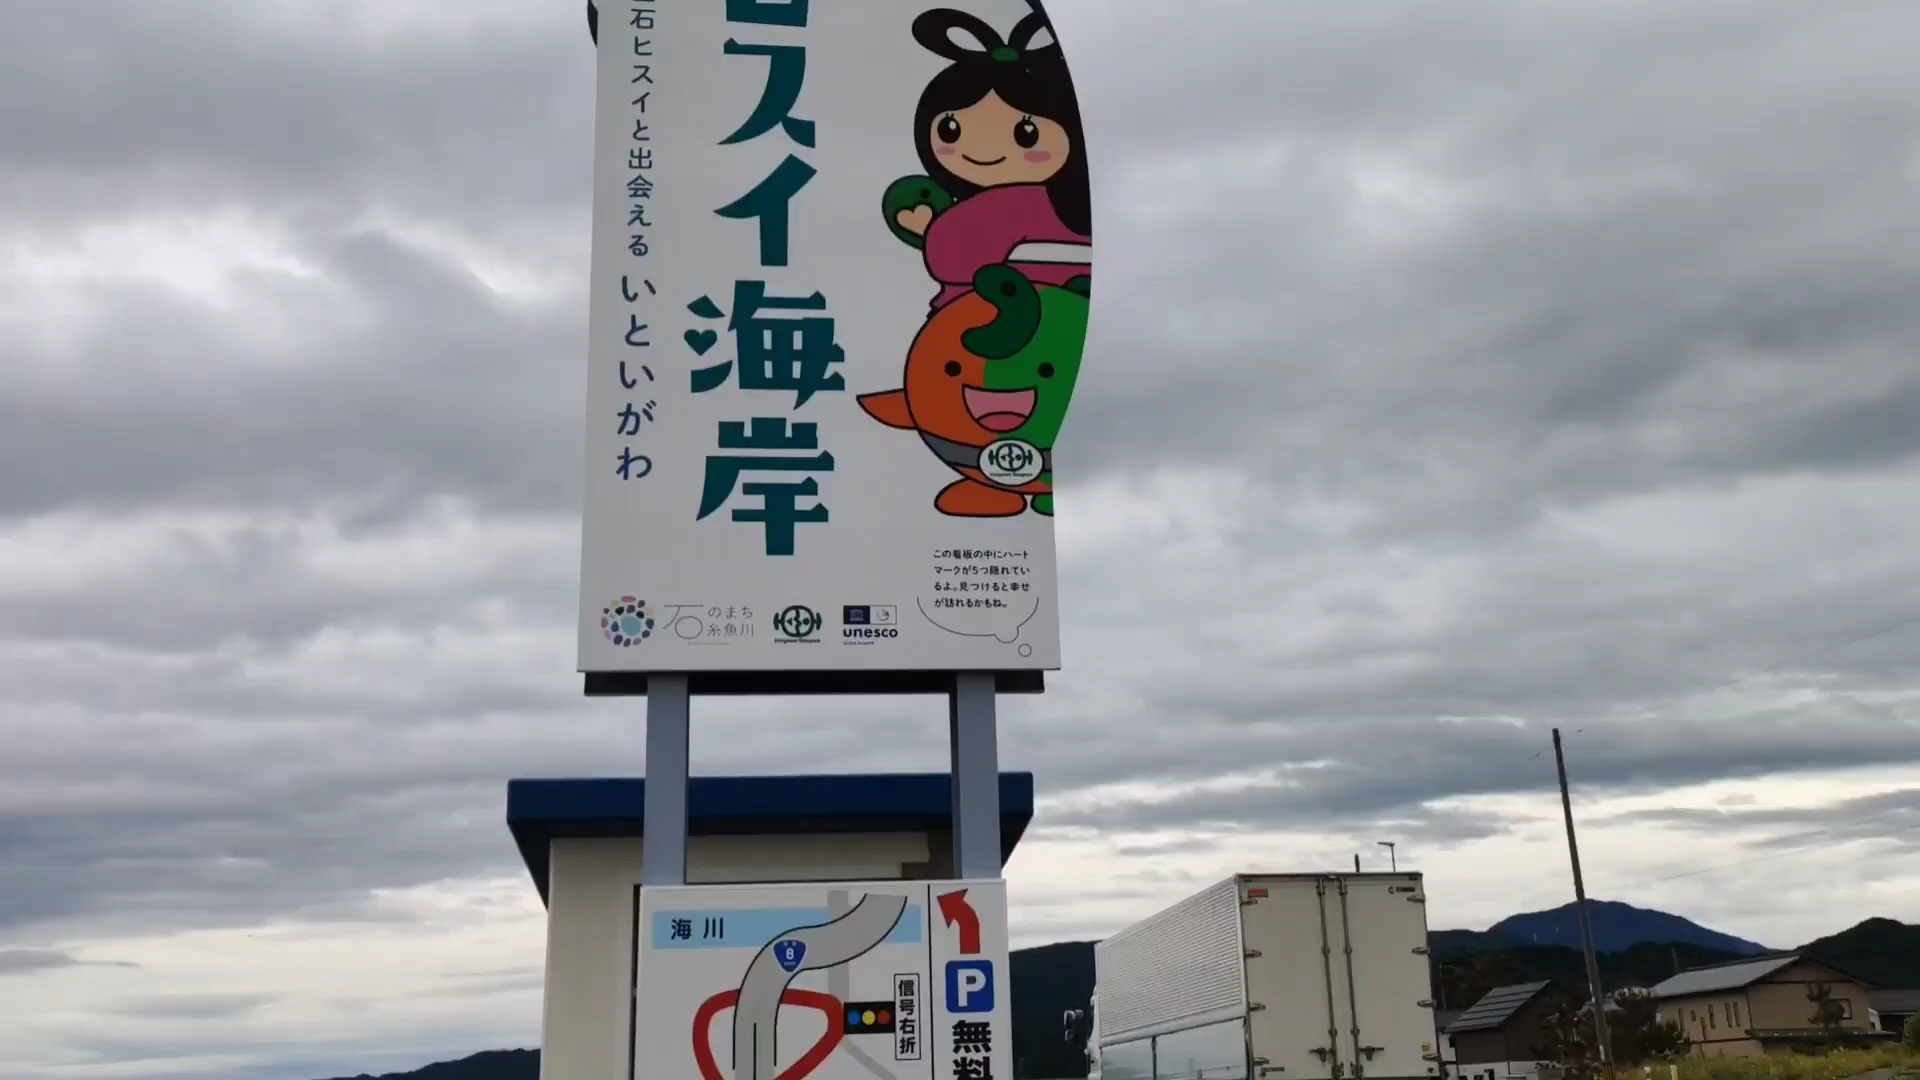 ヒスイ海岸
石ヒスイと出会える いといがわ
この看板の中にハート
マークが5つ隠れてい
るよ。見つけると幸せ
が訪れるかもね。
石のまち
糸魚川
unesco
海川
8
信号右折
P
無料